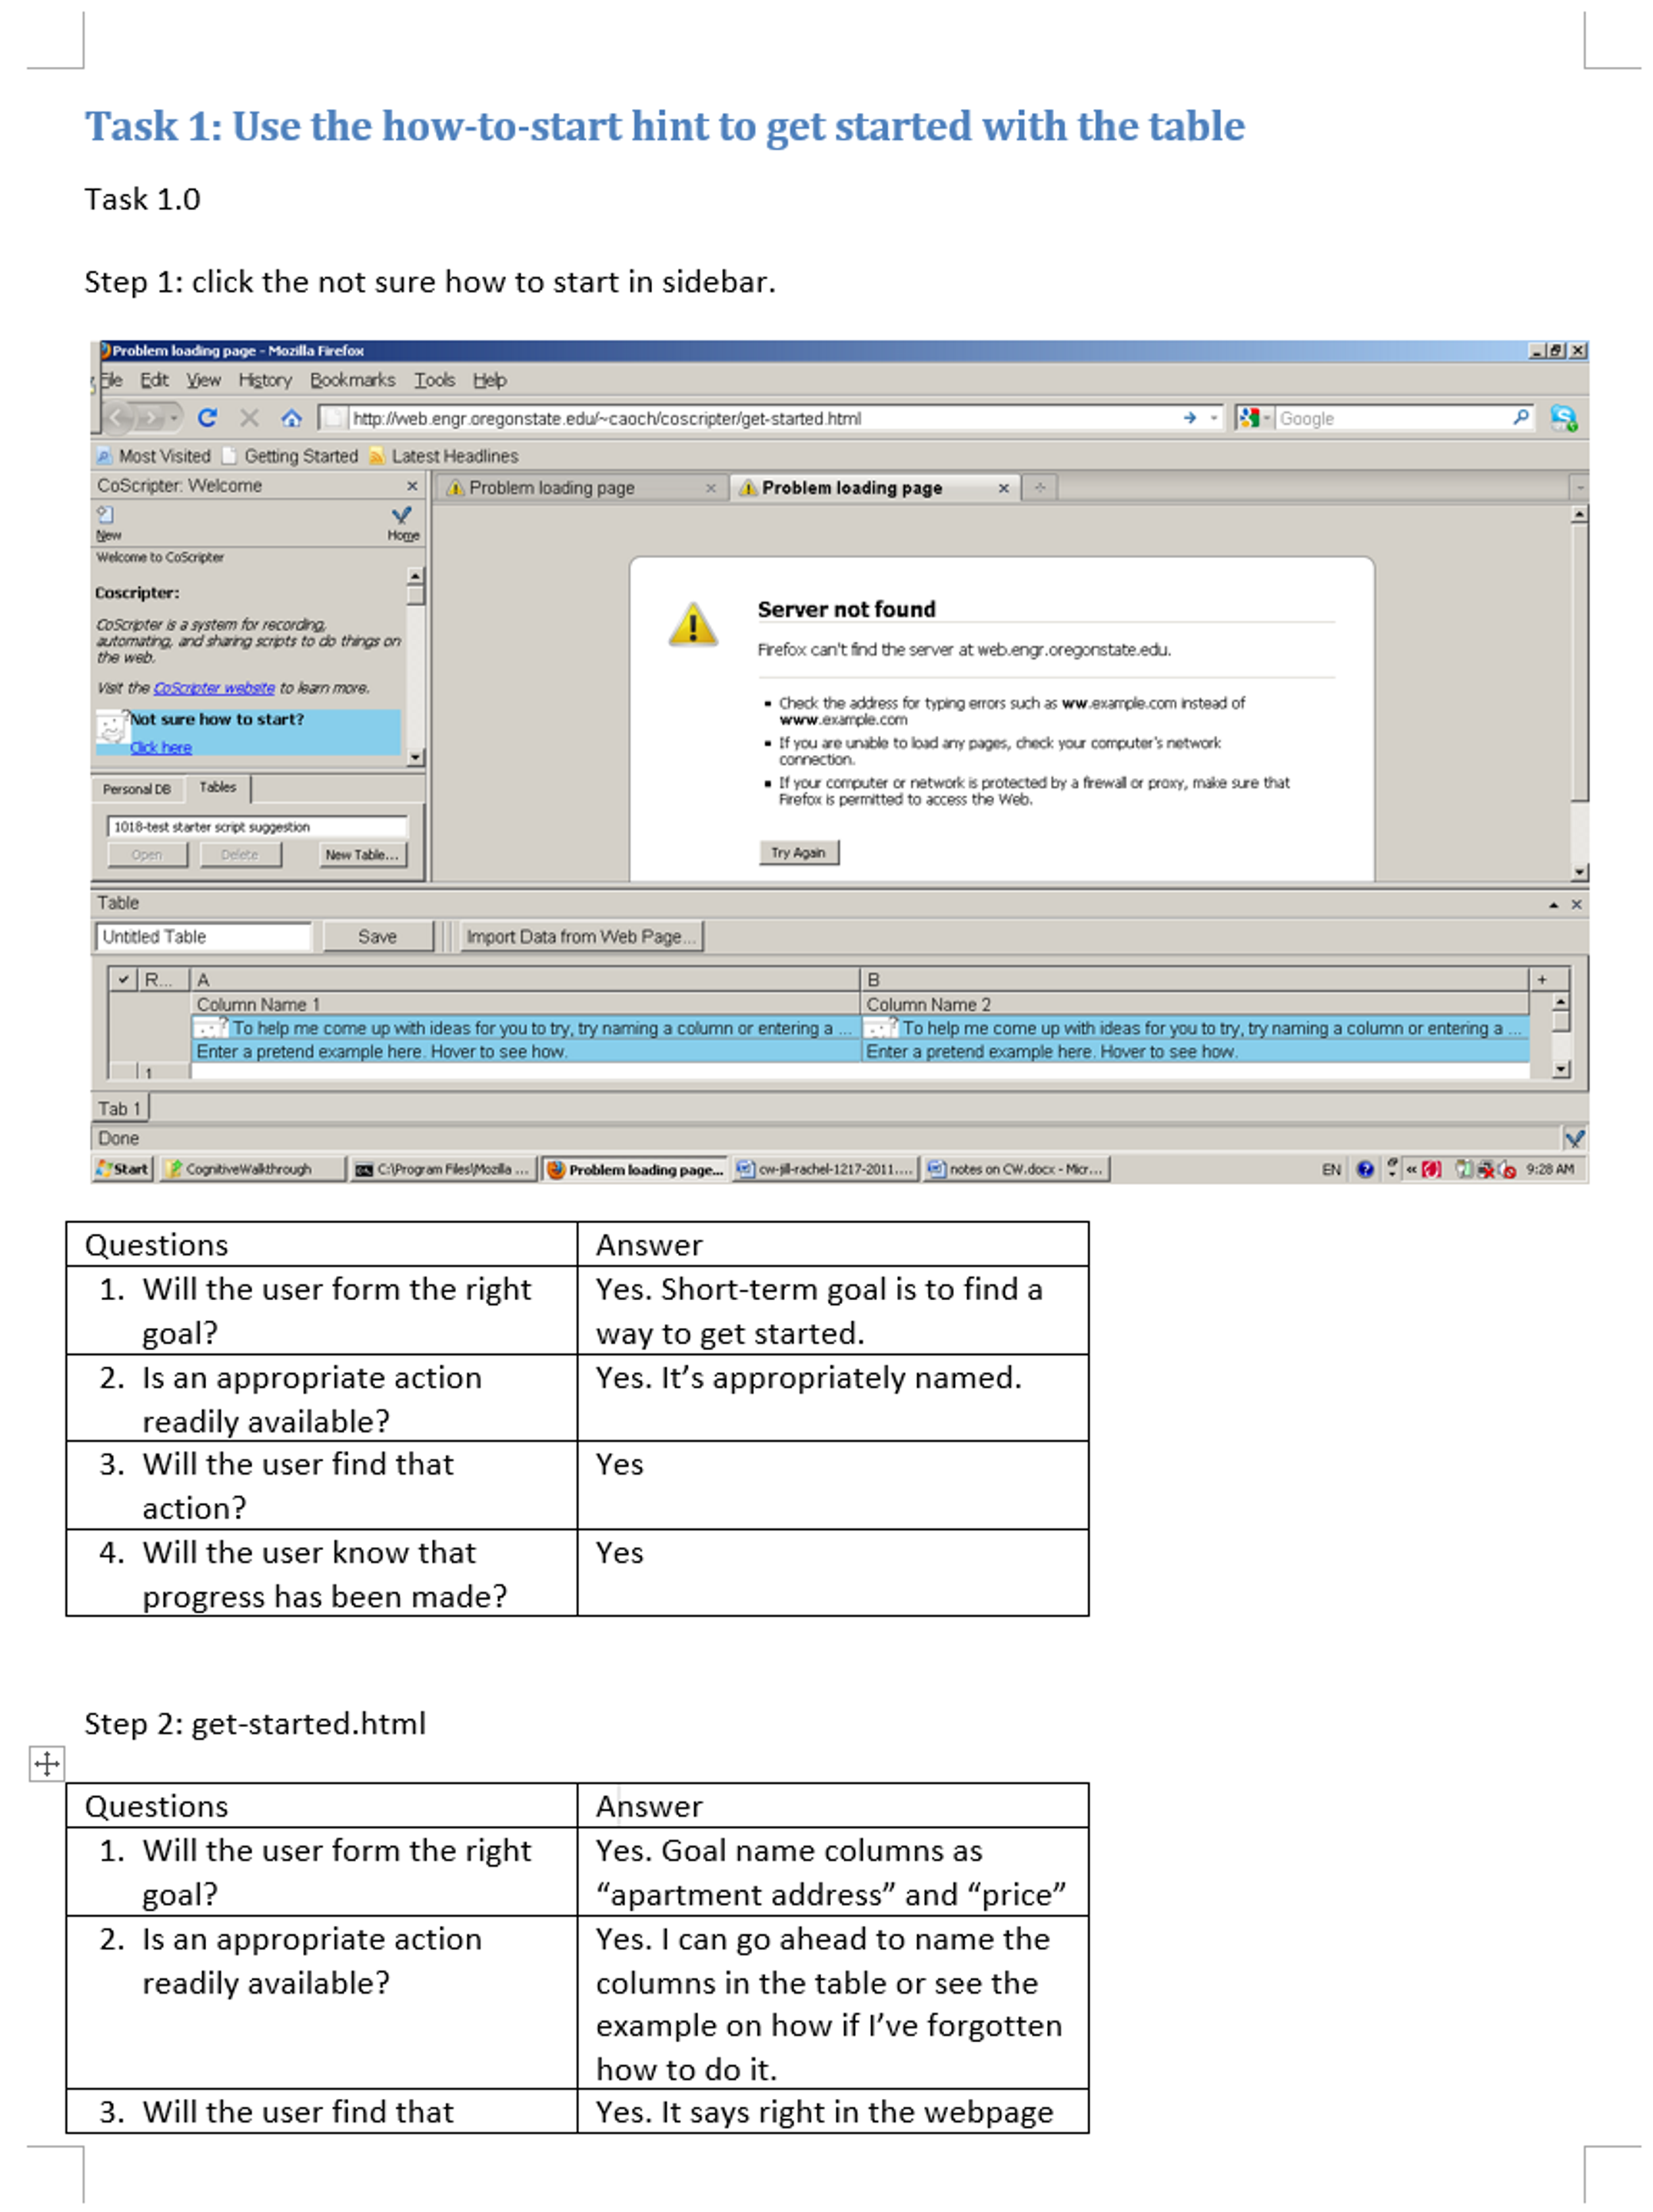 Task 1: Use the how-to-start hint to get started with the table
Task 1.0
Step 1: click the not sure how to start in sidebar.
Problem loading page - Mozilla Firefox
File Edit View History Bookmarks Tools Help
http://web.engr.oregonstate.edu/~caoch/coscripter/get-started.html
Google
Most Visited Getting Started Latest Headlines
CoScripter: Welcome
Problem loading page
Problem loading page
New
Home
Welcome to CoScripter
Coscripter:
CoScripter is a system for recording,
automating, and sharing scripts to do things on
the web.
Visit the CoScripter website to learn more.
Not sure how to start?
Click here
Personal DB Tables
1018-test starter script suggestion
Open Delete New Table...
Server not found
Firefox can't find the server at web.engr.oregonstate.edu.
Check the address for typing errors such as ww.example.com instead of
www.example.com
If you are unable to load any pages, check your computer's network
connection.
If your computer or network is protected by a firewall or proxy, make sure that
Firefox is permitted to access the Web.
Try Again
Table
Untitled Table Save Import Data from Web Page...
R... A B +
Column Name 1 Column Name 2
To help me come up with ideas for you to try, try naming a column or entering a ... To help me come up with ideas for you to try, try naming a column or entering a ...
Enter a pretend example here. Hover to see how. Enter a pretend example here. Hover to see how.
1
Tab 1
Done
Start CognitiveWalkthrough C:\Program Files\Mozilla ... Problem loading page... cw-jill-rachel-1217-2011.... notes on CW.docx - Micr... EN « 9:28 AM
Questions Answer
1. Will the user form the right Yes. Short-term goal is to find a
goal? way to get started.
2. Is an appropriate action Yes. It’s appropriately named.
readily available?
3. Will the user find that Yes
action?
4. Will the user know that Yes
progress has been made?
Step 2: get-started.html
Questions Answer
1. Will the user form the right Yes. Goal name columns as
goal? “apartment address” and “price”
2. Is an appropriate action Yes. I can go ahead to name the
readily available? columns in the table or see the
example on how if I’ve forgotten
how to do it.
3. Will the user find that Yes. It says right in the webpage